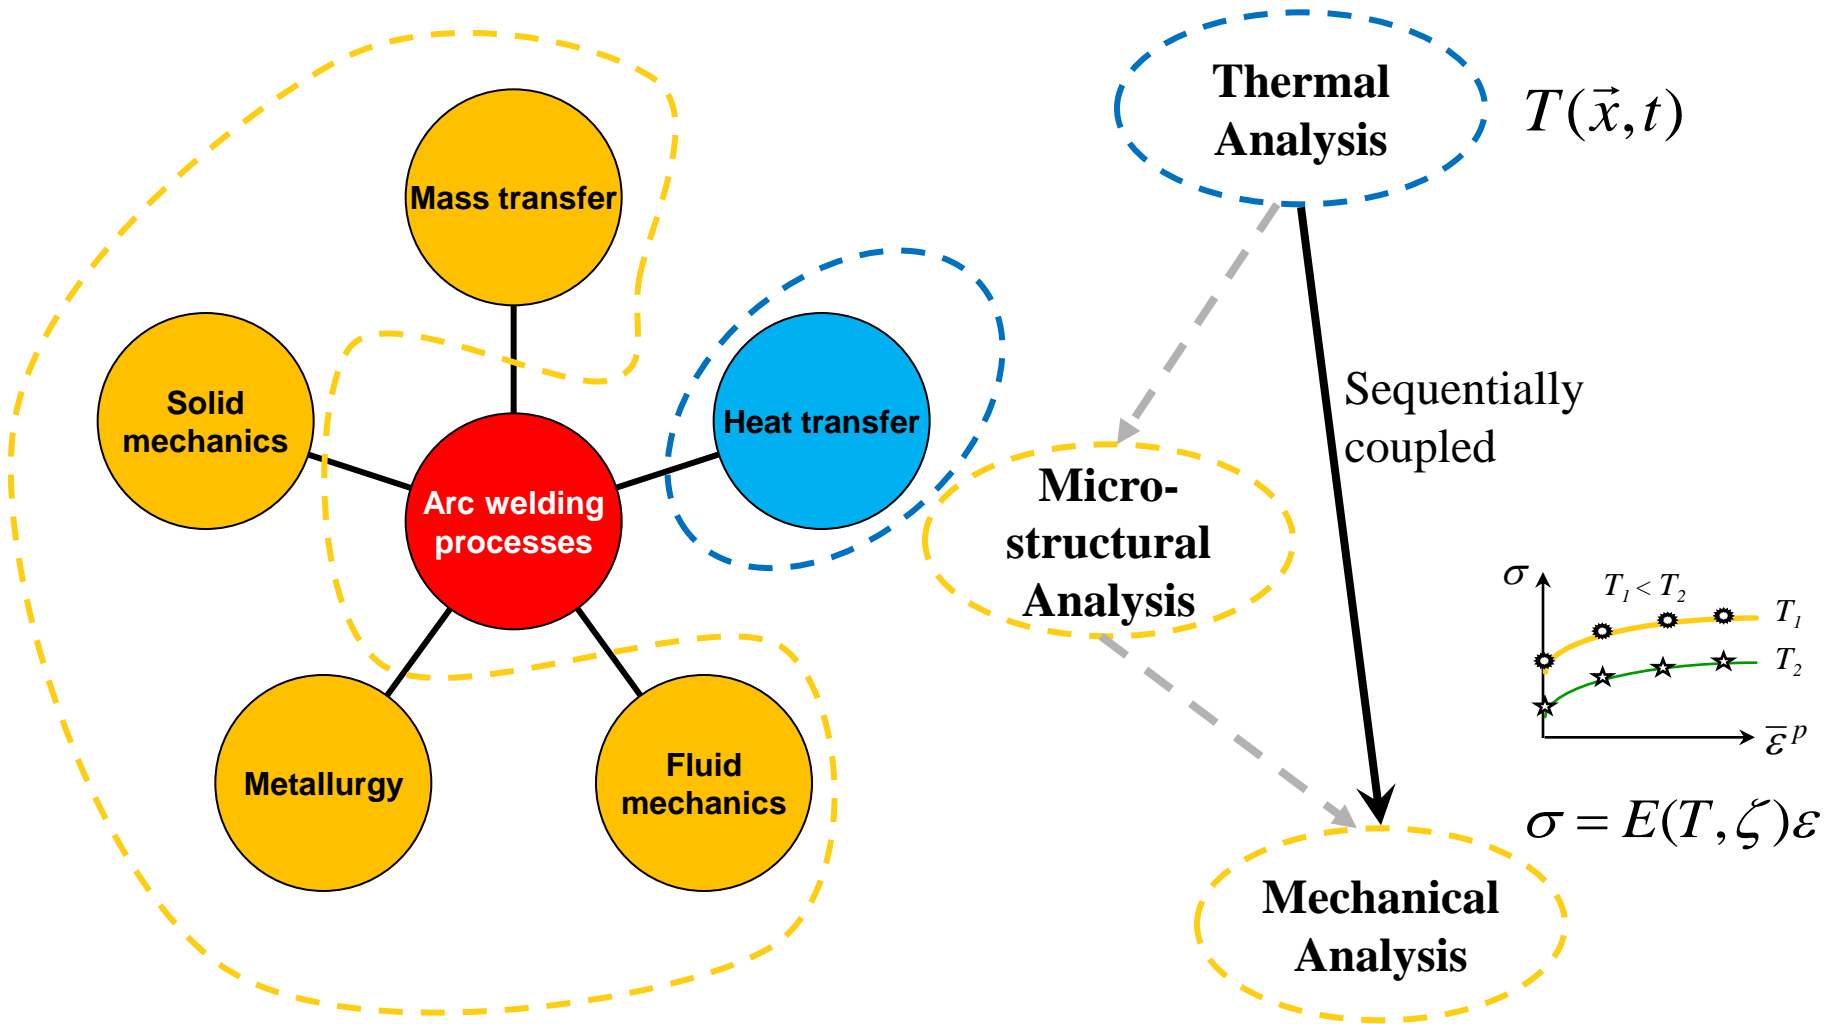 Mass transfer
Solid
mechanics
Heat transfer
Arc welding
processes
Metallurgy
Fluid
mechanics
Thermal
Analysis
T(x⃗,t)
Sequentially
coupled
Micro-
structural
Analysis
σ
T₁ < T₂
T₁
T₂
ε̅ᵖ
σ = E(T,ζ)ε
Mechanical
Analysis